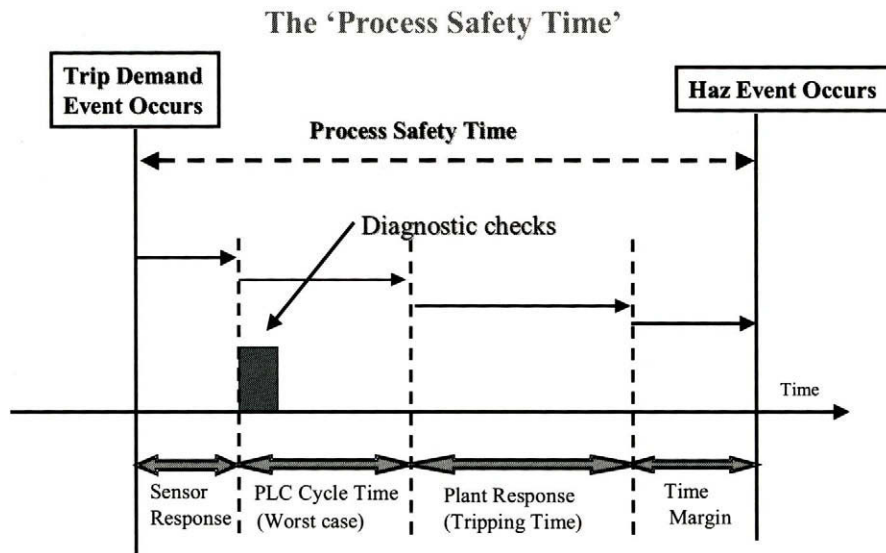 The ‘Process Safety Time’
Trip Demand
Event Occurs
Haz Event Occurs
Process Safety Time
Diagnostic checks
Time
Sensor
Response
PLC Cycle Time
(Worst case)
Plant Response
(Tripping Time)
Time
Margin